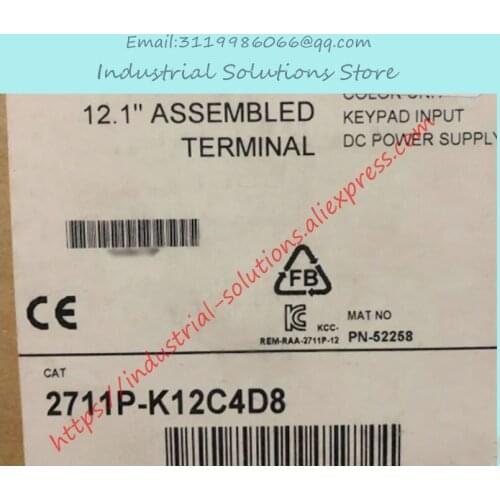 Email:3119986066@qq.com
Industrial Solutions Store
12.1" ASSEMBLED
TERMINAL
COLOR
KEYPAD INPUT
DC POWER SUPPLY
https://industrial-solutions.aliexpress.com
FB
CE
KCC-
REM-RAA-2711P-12
MAT NO
PN-52258
CAT
2711P-K12C4D8